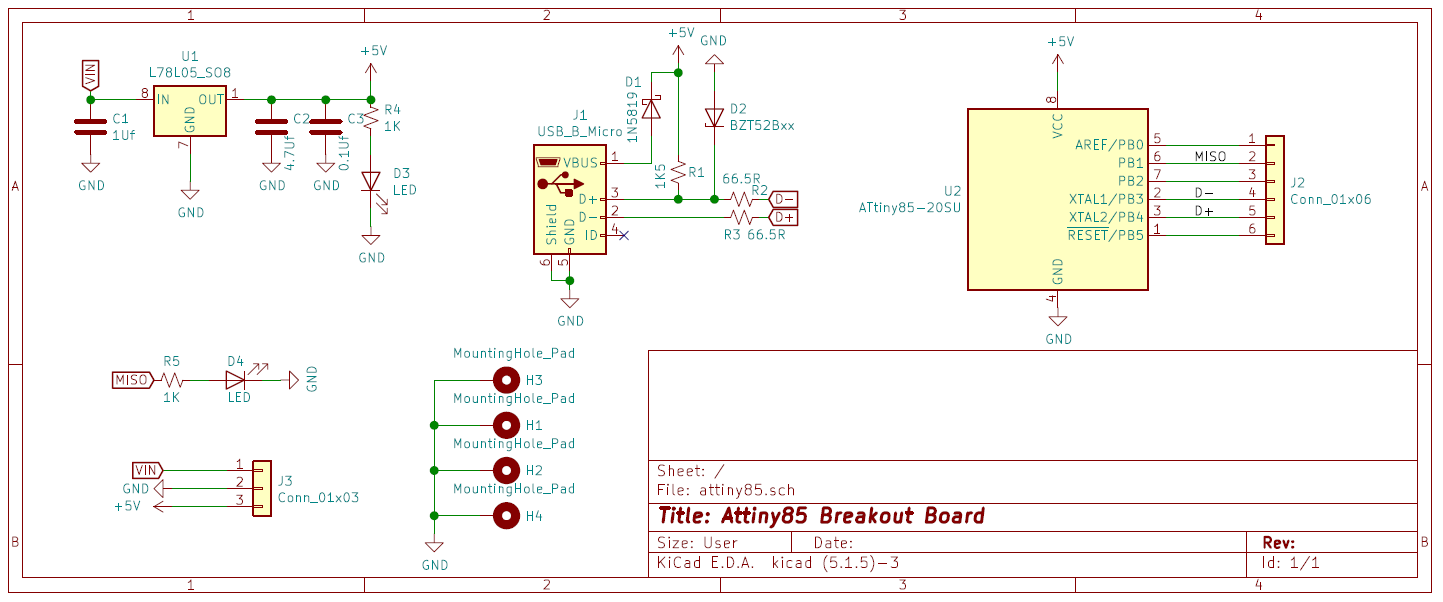 1 2 3 4
A
B
A
B
1 2 3 4
VIN
U1
L78L05_SO8
8 IN OUT 1
GND
7
GND
C1
1Uf
GND
C2
4.7Uf
GND
C3
0.1Uf
GND
+5V
R4
1K
D3
LED
GND
J1
USB_B_Micro
VBUS 1
D+ 3
D- 2
ID 4
Shield
GND
6 5
GND
D1
1N5819
+5V
1K5
R1
GND
D2
BZT52Bxx
66.5R
R2
D-
D+
R3 66.5R
+5V
8
VCC
U2
ATtiny85-20SU
AREF/PB0 5 1
PB1 6 MISO 2
PB2 7 3
XTAL1/PB3 2 D- 4
XTAL2/PB4 3 D+ 5
RESET/PB5 1 6
GND
4
GND
J2
Conn_01x06
MISO
R5
1K
D4
LED
GND
VIN 1
GND 2
+5V 3
J3
Conn_01x03
MountingHole_Pad
H3
MountingHole_Pad
H1
MountingHole_Pad
H2
MountingHole_Pad
H4
GND
Sheet: /
File: attiny85.sch
Title: Attiny85 Breakout Board
Size: User Date: Rev:
KiCad E.D.A. kicad (5.1.5)-3 Id: 1/1